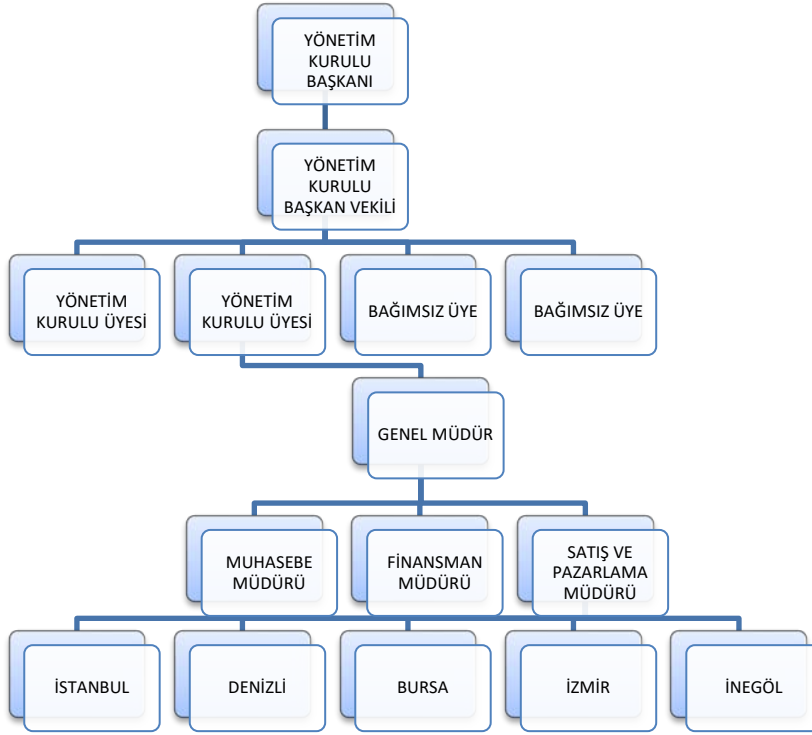 YÖNETİM
KURULU
BAŞKANI
YÖNETİM
KURULU
BAŞKAN VEKİLİ
YÖNETİM
KURULU ÜYESİ
YÖNETİM
KURULU ÜYESİ
BAĞIMSIZ ÜYE
BAĞIMSIZ ÜYE
GENEL MÜDÜR
MUHASEBE
MÜDÜRÜ
FİNANSMAN
MÜDÜRÜ
SATIŞ VE
PAZARLAMA
MÜDÜRÜ
İSTANBUL
DENİZLİ
BURSA
İZMİR
İNEGÖL